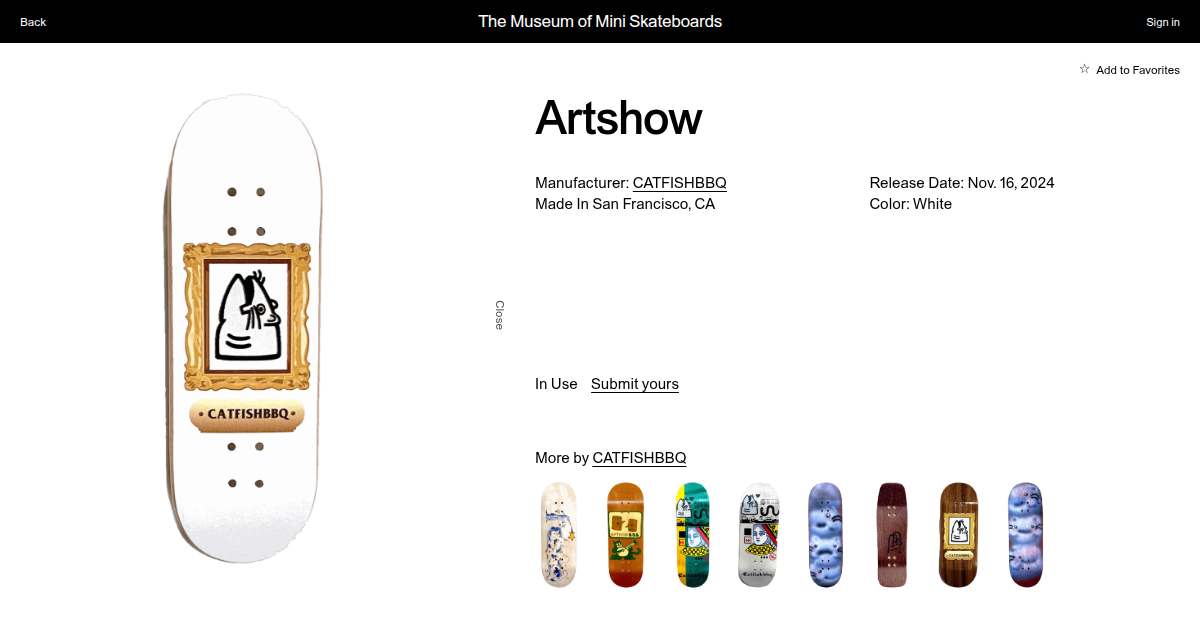 Back
The Museum of Mini Skateboards
Sign in
☆ Add to Favorites
Artshow
Manufacturer: CATFISHBBQ
Made In San Francisco, CA
Release Date: Nov. 16, 2024
Color: White
• CATFISHBBQ •
Close
In Use Submit yours
More by CATFISHBBQ